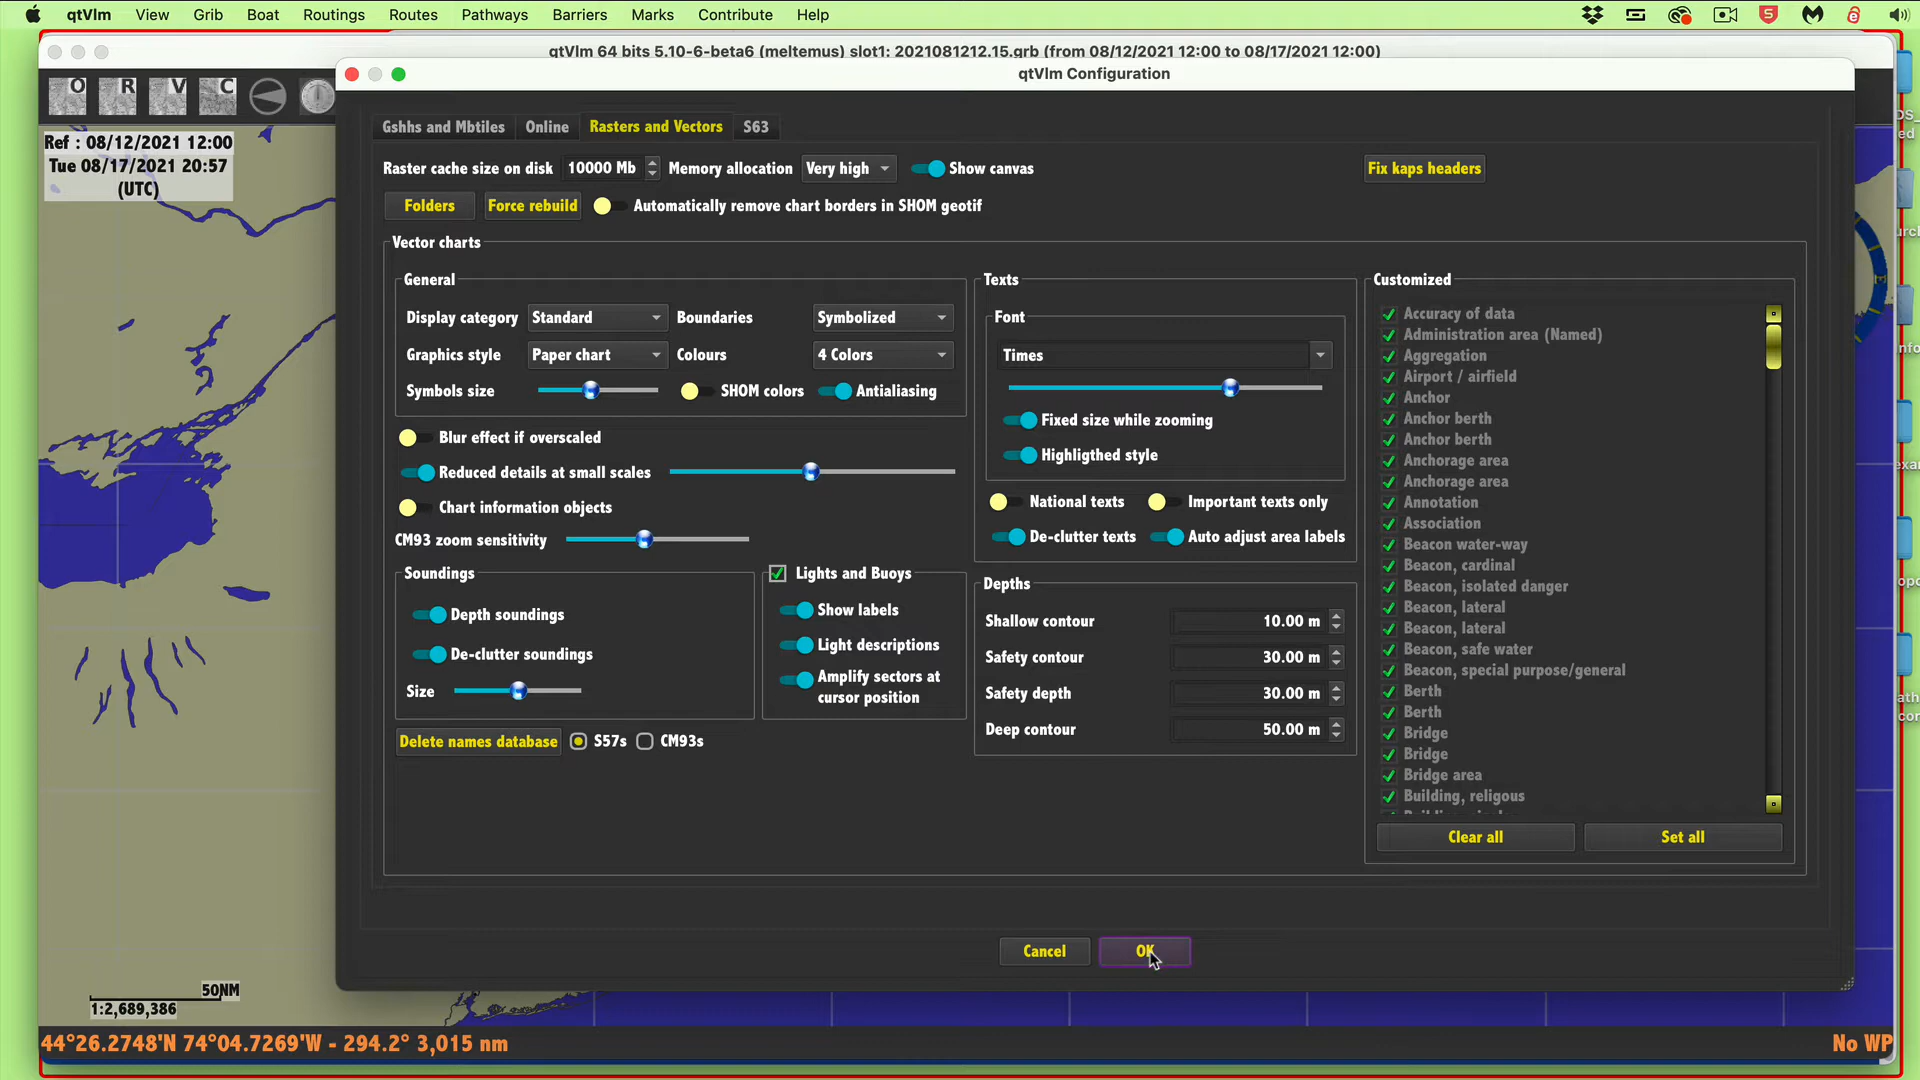 qtVlm View Grib Boat Routings Routes Pathways Barriers Marks Contribute Help
qtVlm 64 bits 5.10-6-beta6 (meltemus) slot1: 2021081212.15.grb (from 08/12/2021 12:00 to 08/17/2021 12:00)
qtVlm Configuration
O R V C
Ref : 08/12/2021 12:00
Tue 08/17/2021 20:57
(UTC)
Gshhs and Mbtiles Online Rasters and Vectors S63
Raster cache size on disk 10000 Mb Memory allocation Very high Show canvas Fix kaps headers
Folders Force rebuild Automatically remove chart borders in SHOM geotif
Vector charts
General
Display category Standard Boundaries Symbolized
Graphics style Paper chart Colours 4 Colors
Symbols size SHOM colors Antialiasing
Blur effect if overscaled
Reduced details at small scales
Chart information objects
CM93 zoom sensitivity
Soundings
Depth soundings
De-clutter soundings
Size
Lights and Buoys
Show labels
Light descriptions
Amplify sectors at
cursor position
Delete names database S57s CM93s
Texts
Font
Times
Fixed size while zooming
Highligthed style
National texts Important texts only
De-clutter texts Auto adjust area labels
Depths
Shallow contour 10.00 m
Safety contour 30.00 m
Safety depth 30.00 m
Deep contour 50.00 m
Customized
Accuracy of data
Administration area (Named)
Aggregation
Airport / airfield
Anchor
Anchor berth
Anchor berth
Anchorage area
Anchorage area
Annotation
Association
Beacon water-way
Beacon, cardinal
Beacon, isolated danger
Beacon, lateral
Beacon, lateral
Beacon, safe water
Beacon, special purpose/general
Berth
Berth
Bridge
Bridge
Bridge area
Building, religous
Clear all Set all
Cancel OK
50NM
1:2,689,386
44°26.2748'N 74°04.7269'W - 294.2° 3,015 nm
No WP